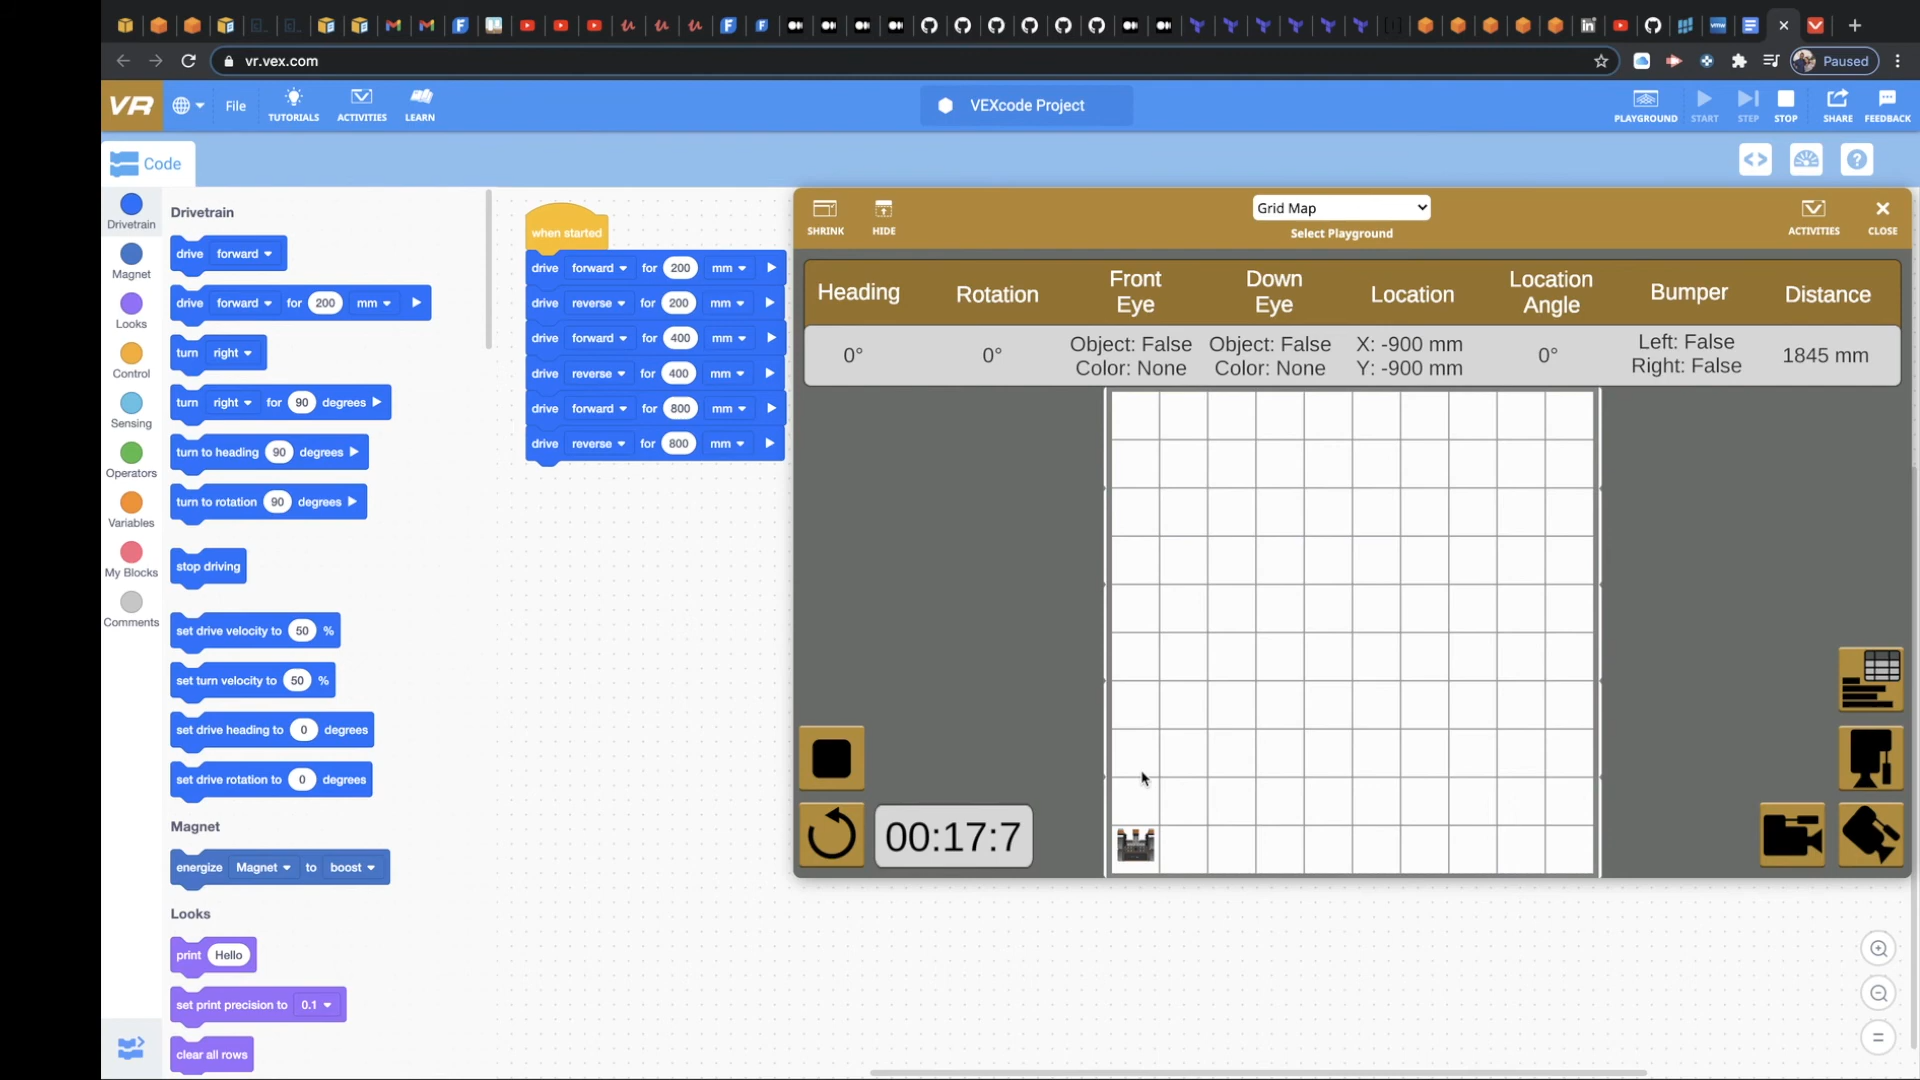 vr.vex.com
Paused
VR
File
TUTORIALS
ACTIVITIES
LEARN
VEXcode Project
PLAYGROUND
START
STEP
STOP
SHARE
FEEDBACK
Code
Drivetrain
Magnet
Looks
Control
Sensing
Operators
Variables
My Blocks
Comments
Drivetrain
drive forward
drive forward for 200 mm
turn right
turn right for 90 degrees
turn to heading 90 degrees
turn to rotation 90 degrees
stop driving
set drive velocity to 50 %
set turn velocity to 50 %
set drive heading to 0 degrees
set drive rotation to 0 degrees
Magnet
energize Magnet to boost
Looks
print Hello
set print precision to 0.1
clear all rows
when started
drive forward for 200 mm
drive reverse for 200 mm
drive forward for 400 mm
drive reverse for 400 mm
drive forward for 800 mm
drive reverse for 800 mm
SHRINK
HIDE
Grid Map
Select Playground
ACTIVITIES
CLOSE
Heading
Rotation
Front
Eye
Down
Eye
Location
Location
Angle
Bumper
Distance
0°
0°
Object: False
Color: None
Object: False
Color: None
X: -900 mm
Y: -900 mm
0°
Left: False
Right: False
1845 mm
00:17:7